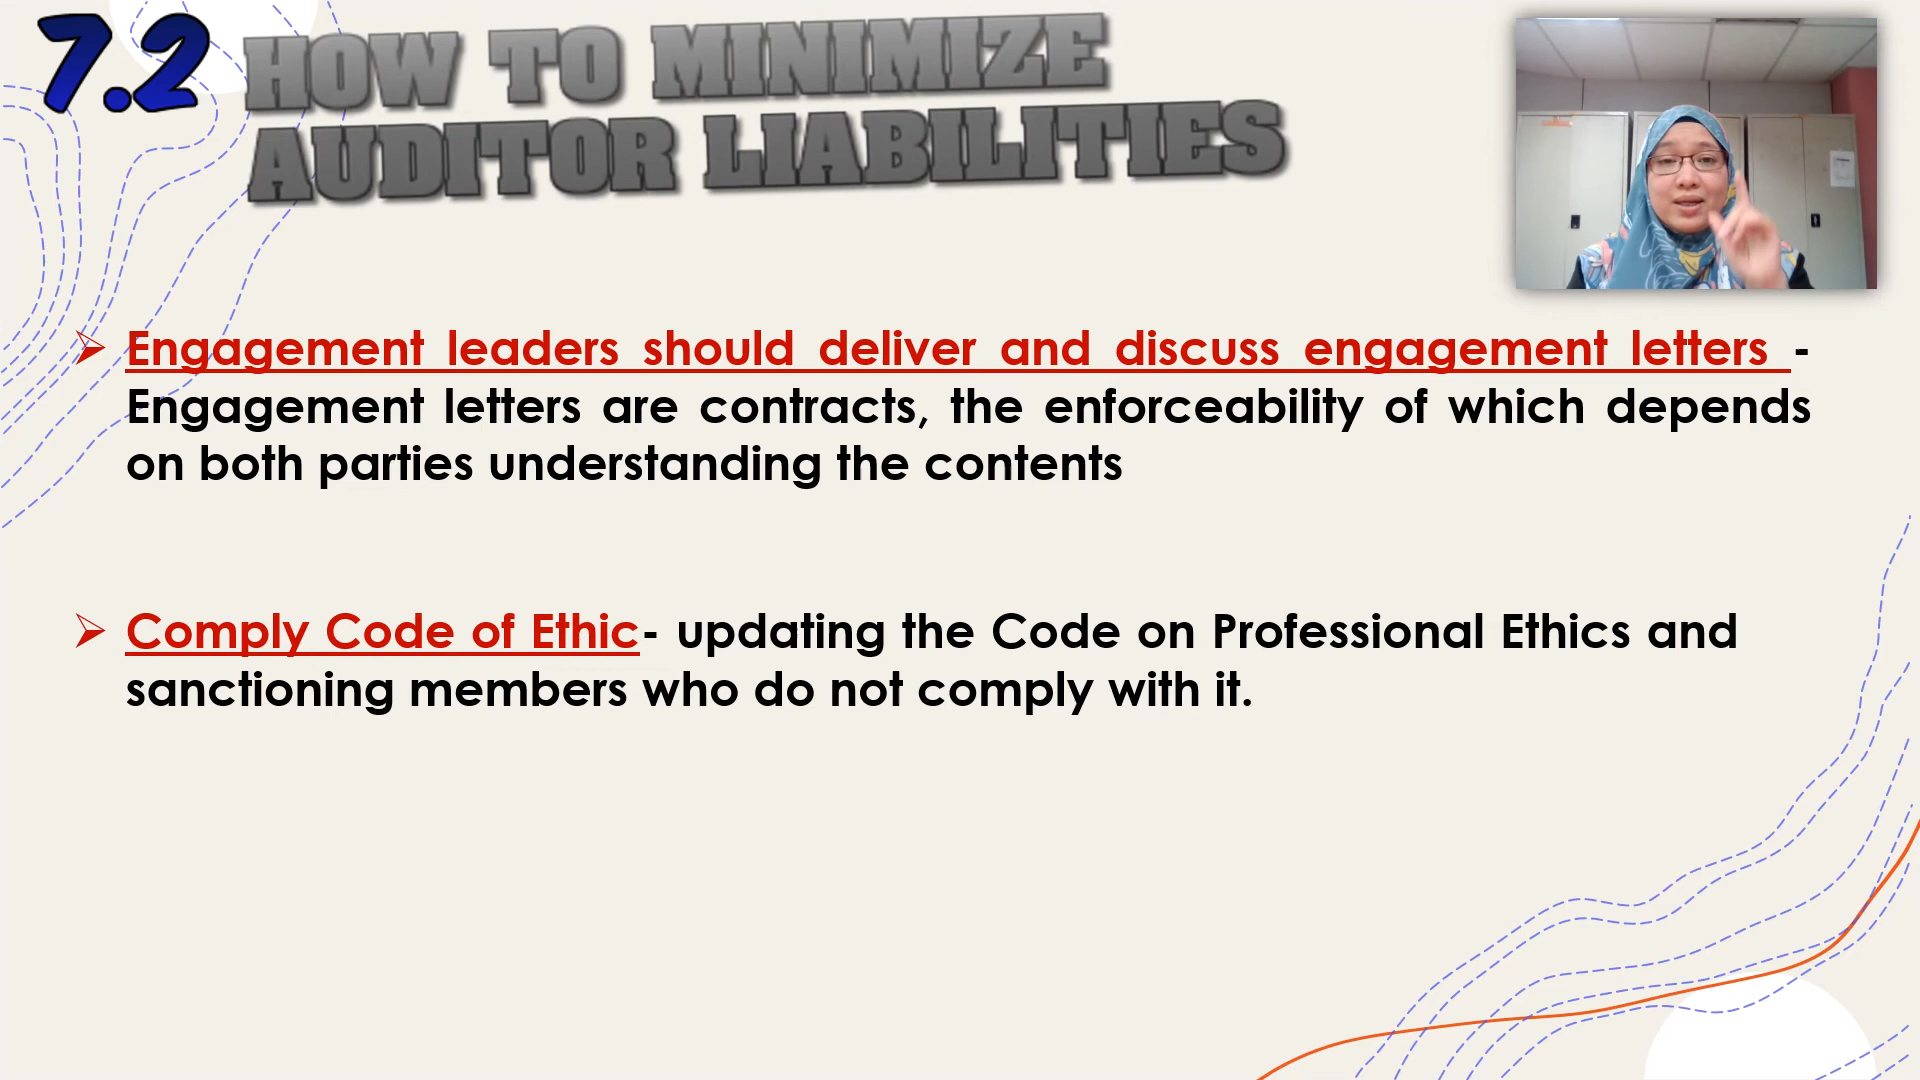 7.2 HOW TO MINIMIZE
AUDITOR LIABILITIES
Engagement leaders should deliver and discuss engagement letters -
Engagement letters are contracts, the enforceability of which depends
on both parties understanding the contents
Comply Code of Ethic- updating the Code on Professional Ethics and
sanctioning members who do not comply with it.